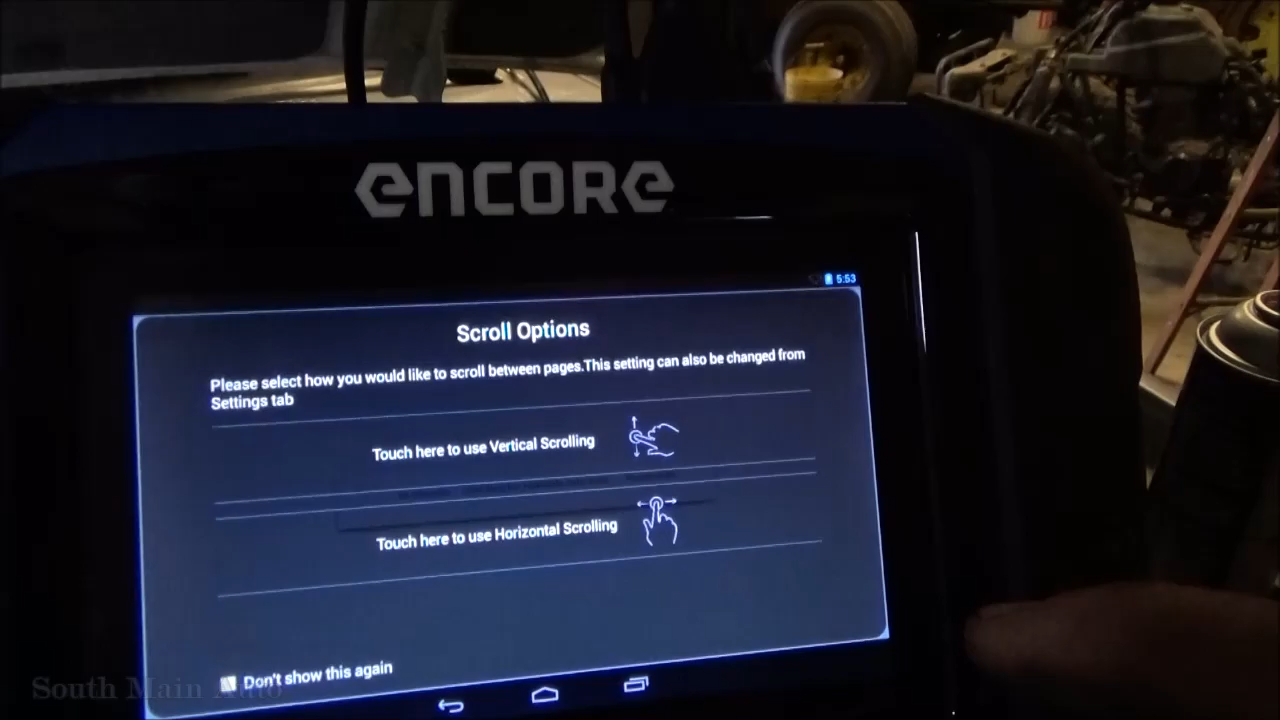 encore
5:53
Scroll Options
Please select how you would like to scroll between pages.This setting can also be changed from
Settings tab
Touch here to use Vertical Scrolling
Touch here to use Horizontal Scrolling
Don't show this again
South Main Auto